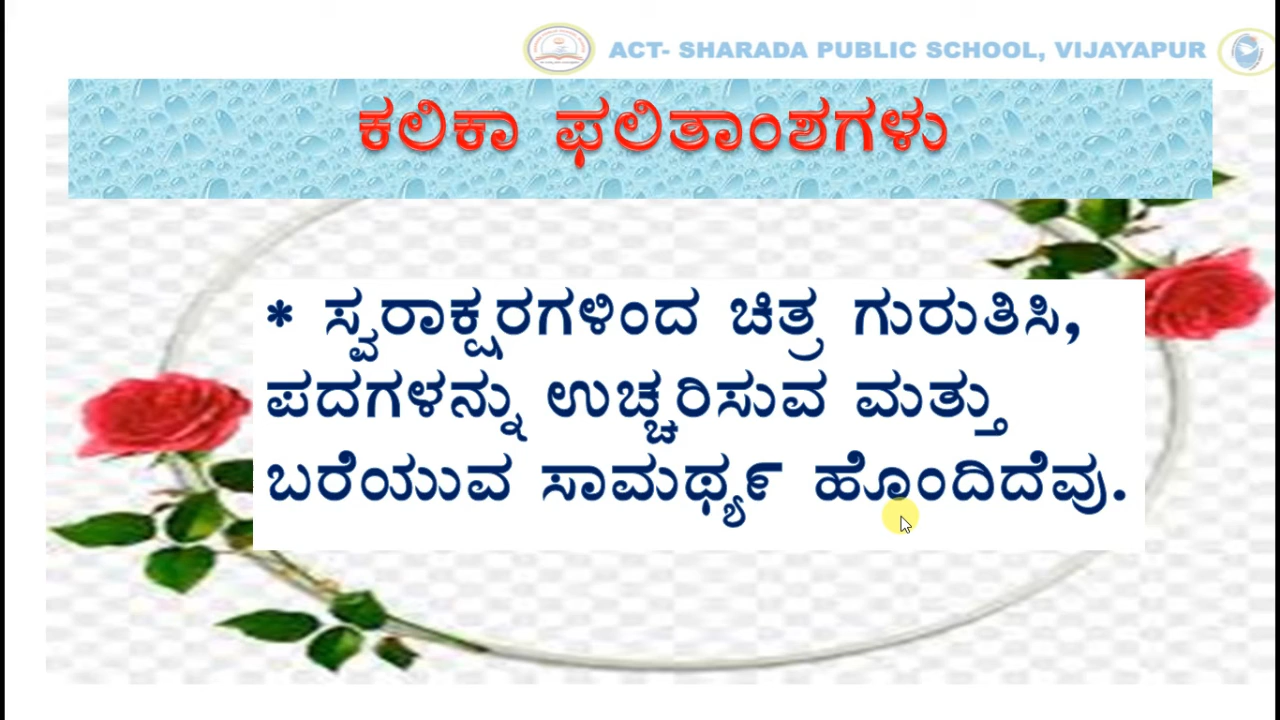 ACT- SHARADA PUBLIC SCHOOL, VIJAYAPUR
ಕಲಿಕಾ ಫಲಿತಾಂಶಗಳು
* ಸ್ವರಾಕ್ಷರಗಳಿಂದ ಚಿತ್ರ ಗುರುತಿಸಿ,
ಪದಗಳನ್ನು ಉಚ್ಚರಿಸುವ ಮತ್ತು
ಬರೆಯುವ ಸಾಮರ್ಥ್ಯ ಹೊಂದಿದೆವು.